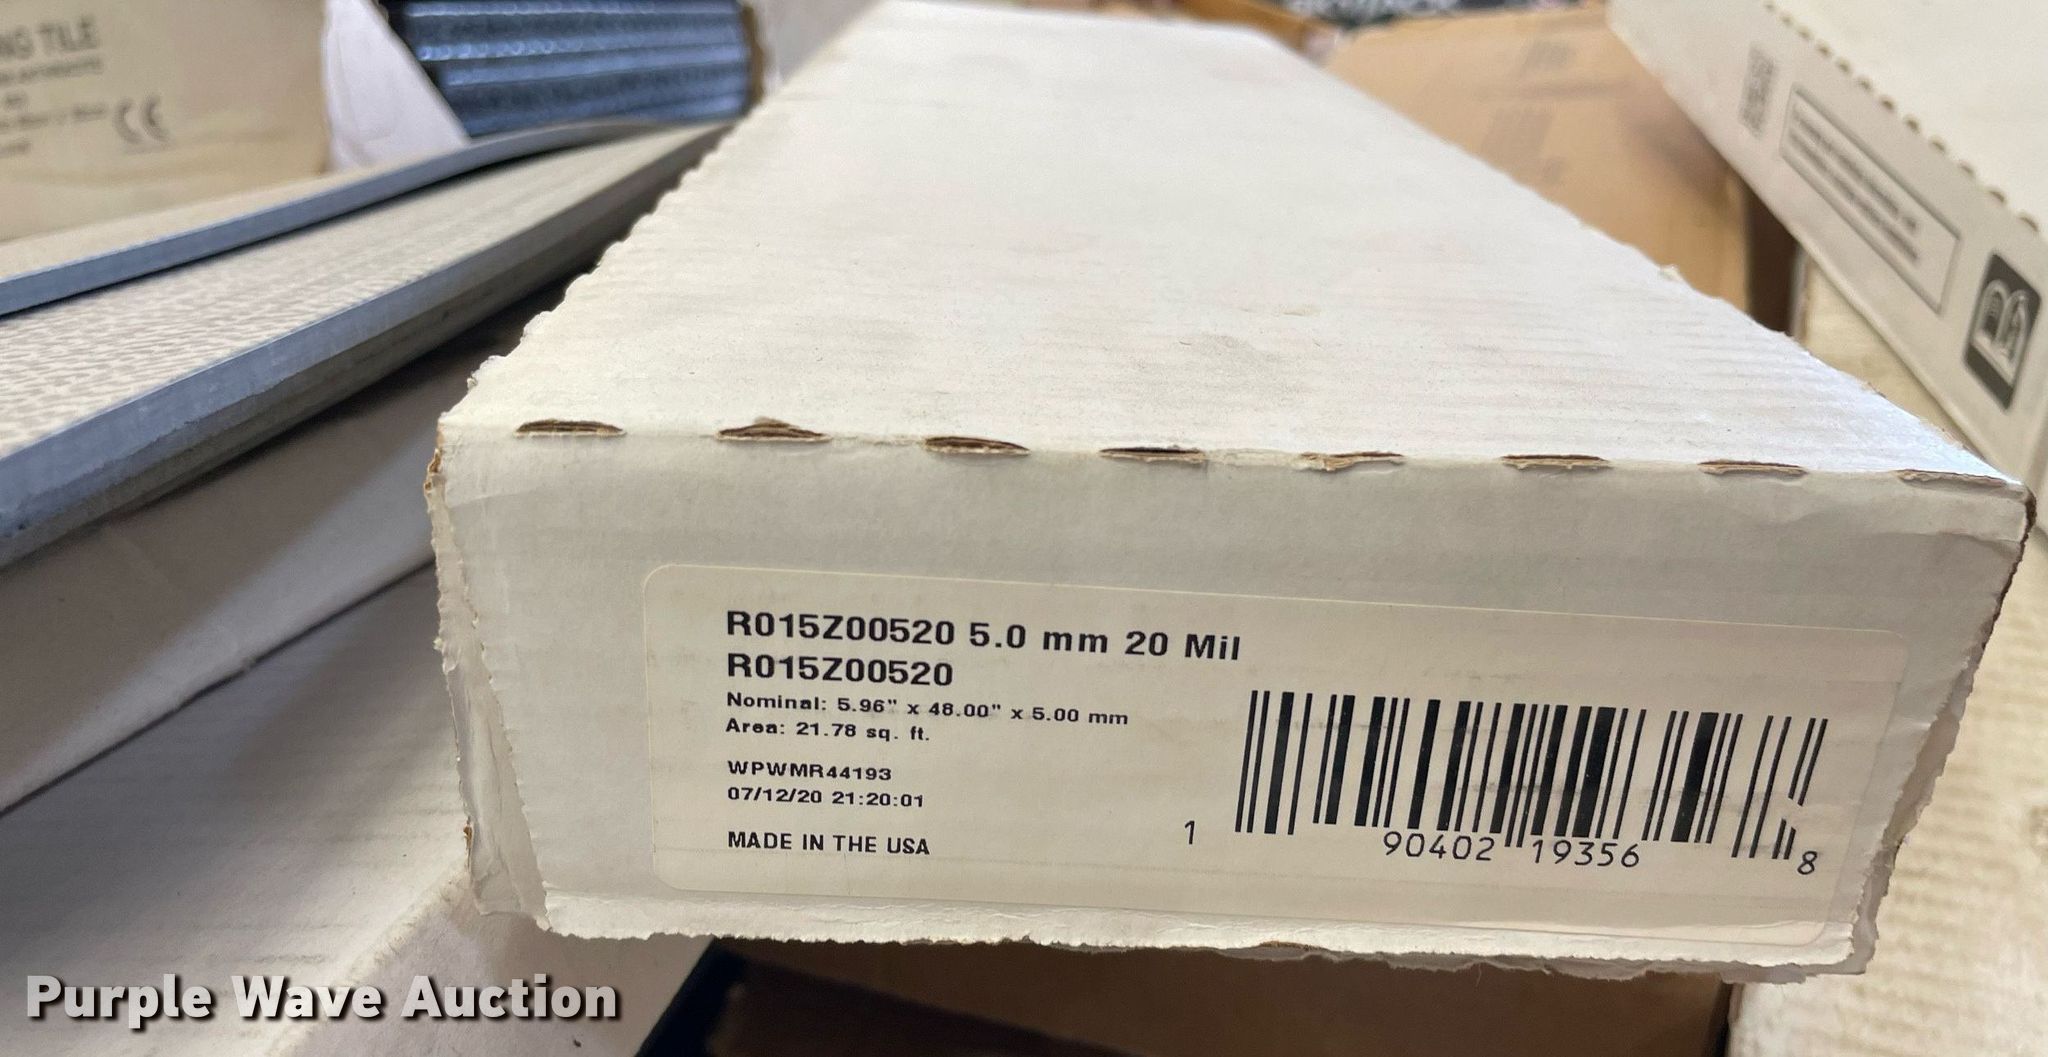 NG TILE
CE
R015Z00520 5.0 mm 20 Mil
R015Z00520
Nominal: 5.96" x 48.00" x 5.00 mm
Area: 21.78 sq. ft.
WPWMR44193
07/12/20 21:20:01
MADE IN THE USA
1 90402 19356 8
Purple Wave Auction